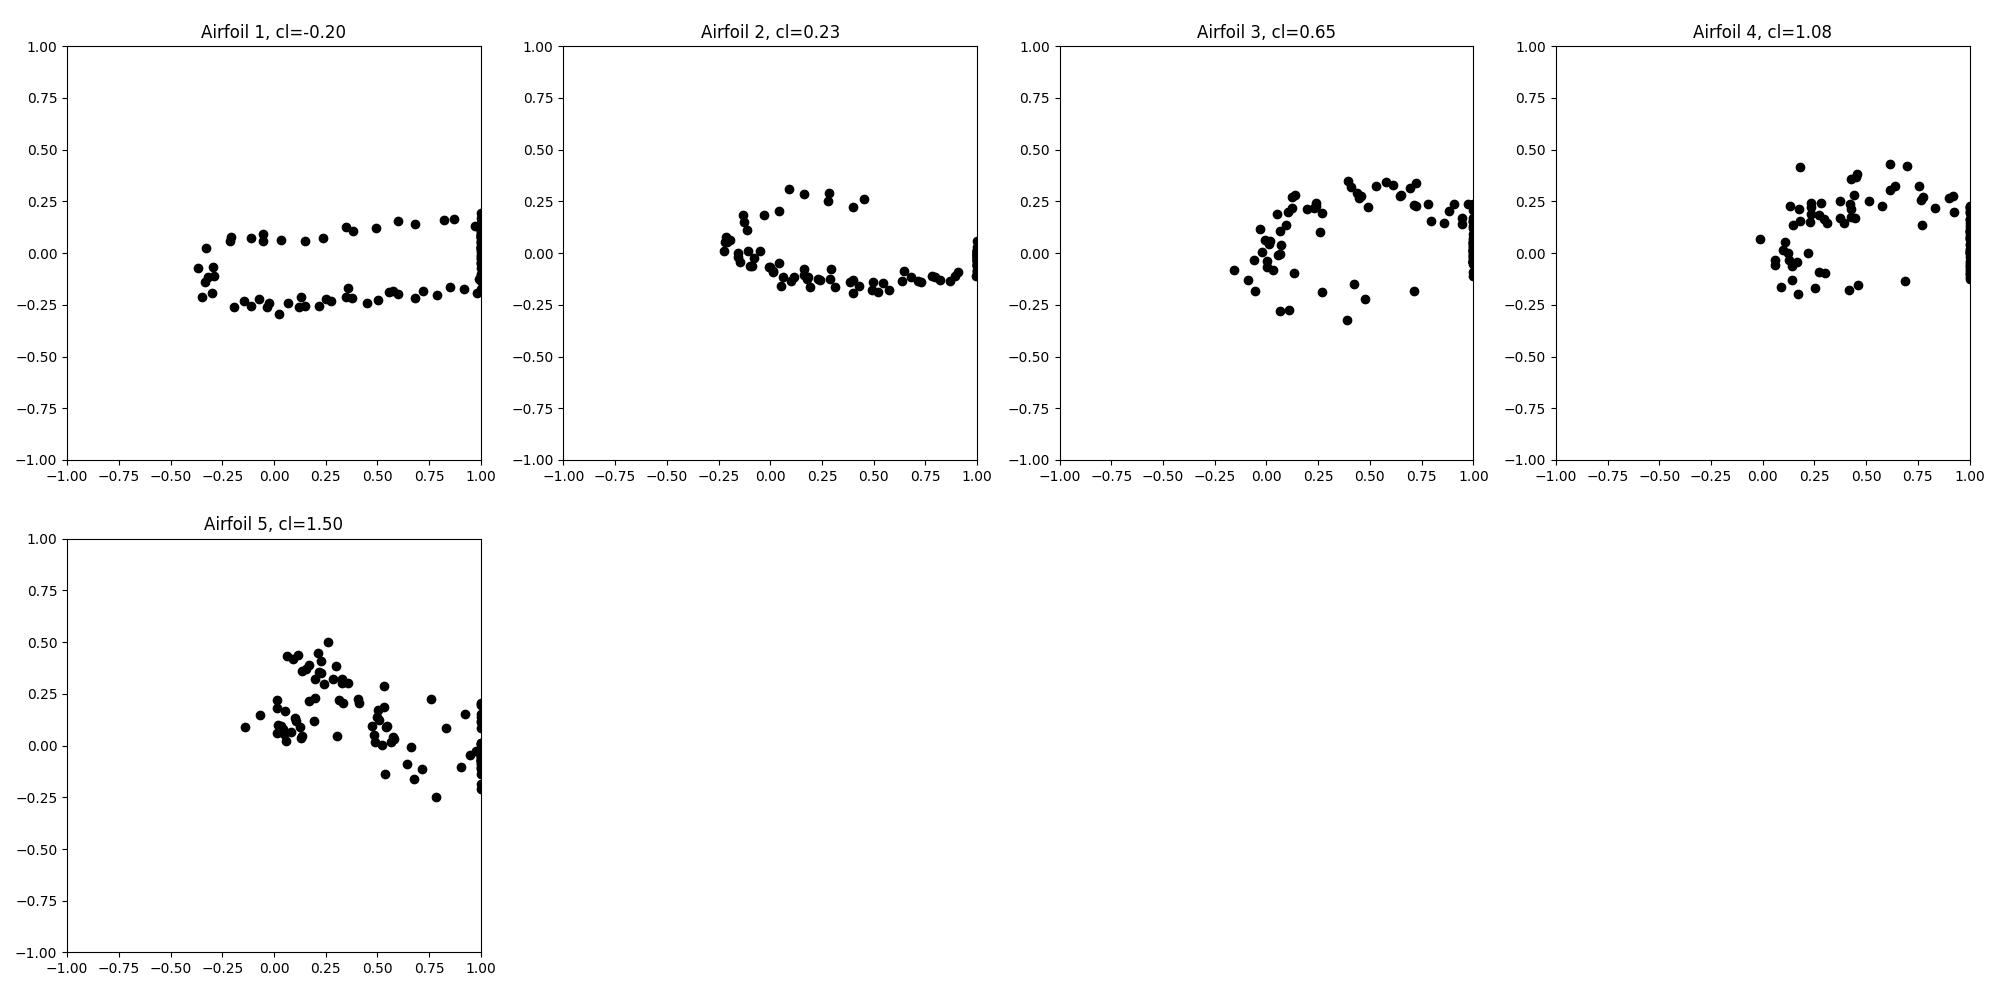 Airfoil 1, cl=-0.20
Airfoil 2, cl=0.23
Airfoil 3, cl=0.65
Airfoil 4, cl=1.08
1.00 1.00 1.00 1.00
0.75 0.75 0.75 0.75
0.50 0.50 0.50 0.50
0.25 0.25 0.25 0.25
0.00 0.00 0.00 0.00
−0.25 −0.25 −0.25 −0.25
−0.50 −0.50 −0.50 −0.50
−0.75 −0.75 −0.75 −0.75
−1.00 −1.00 −1.00 −1.00
−1.00 −0.75 −0.50 −0.25 0.00 0.25 0.50 0.75 1.00
−1.00 −0.75 −0.50 −0.25 0.00 0.25 0.50 0.75 1.00
−1.00 −0.75 −0.50 −0.25 0.00 0.25 0.50 0.75 1.00
−1.00 −0.75 −0.50 −0.25 0.00 0.25 0.50 0.75 1.00
Airfoil 5, cl=1.50
1.00
0.75
0.50
0.25
0.00
−0.25
−0.50
−0.75
−1.00
−1.00 −0.75 −0.50 −0.25 0.00 0.25 0.50 0.75 1.00